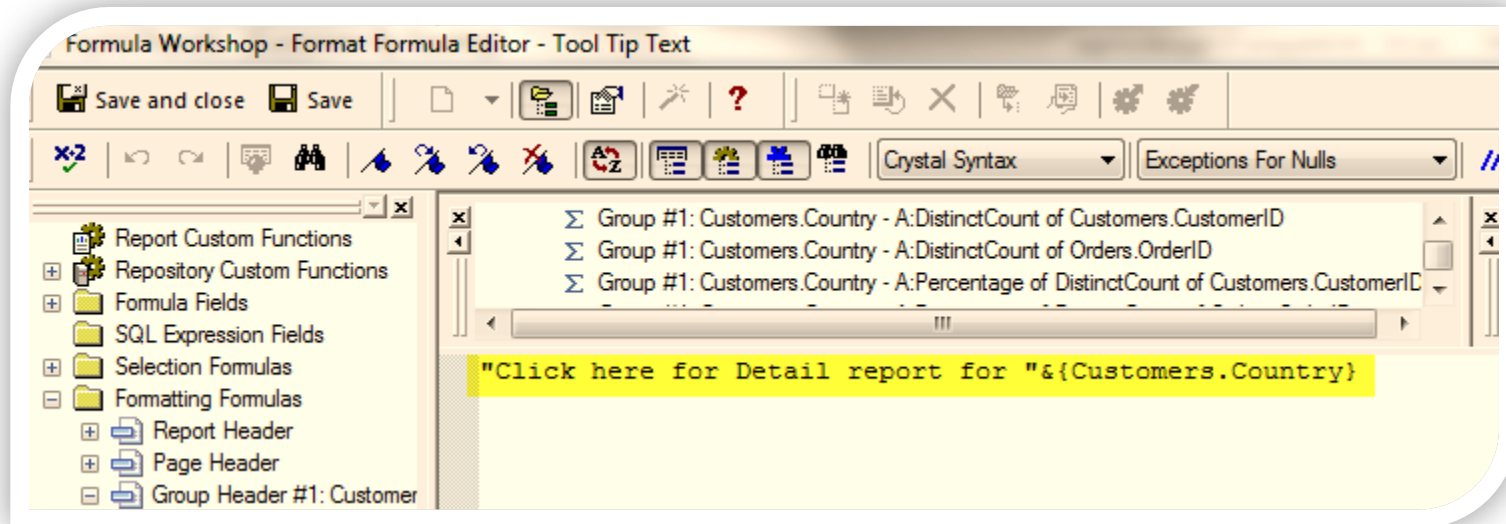 Formula Workshop - Format Formula Editor - Tool Tip Text
Save and close Save ?
x+2 A Z Crystal Syntax Exceptions For Nulls //
Report Custom Functions
Repository Custom Functions
Formula Fields
SQL Expression Fields
Selection Formulas
Formatting Formulas
Report Header
Page Header
Group Header #1: Customer
Σ Group #1: Customers.Country - A:DistinctCount of Customers.CustomerID
Σ Group #1: Customers.Country - A:DistinctCount of Orders.OrderID
Σ Group #1: Customers.Country - A:Percentage of DistinctCount of Customers.CustomerID
"Click here for Detail report for "&{Customers.Country}